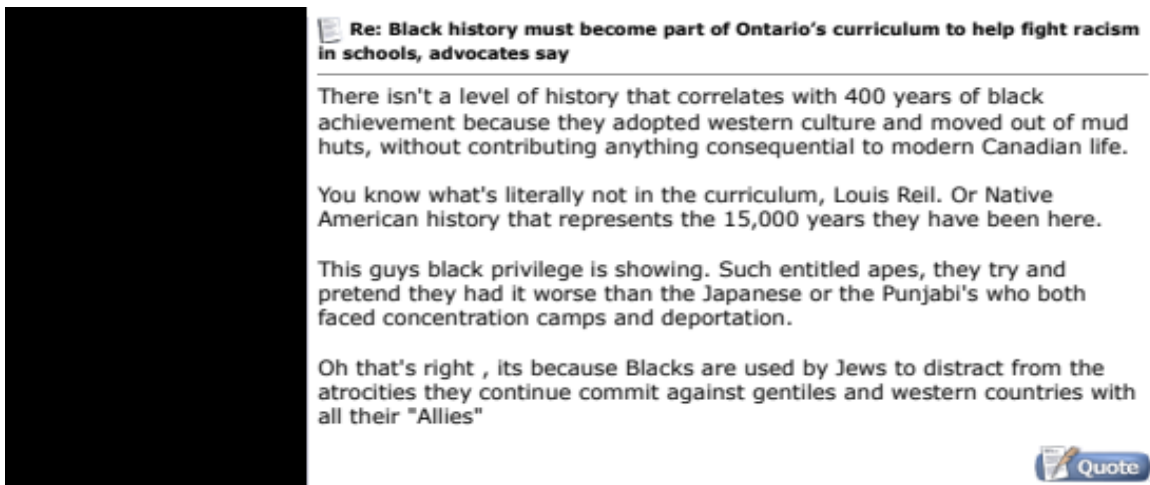 Re: Black history must become part of Ontario's curriculum to help fight racism
in schools, advocates say
There isn't a level of history that correlates with 400 years of black
achievement because they adopted western culture and moved out of mud
huts, without contributing anything consequential to modern Canadian life.
You know what's literally not in the curriculum, Louis Reil. Or Native
American history that represents the 15,000 years they have been here.
This guys black privilege is showing. Such entitled apes, they try and
pretend they had it worse than the Japanese or the Punjabi's who both
faced concentration camps and deportation.
Oh that's right , its because Blacks are used by Jews to distract from the
atrocities they continue commit against gentiles and western countries with
all their "Allies"
Quote